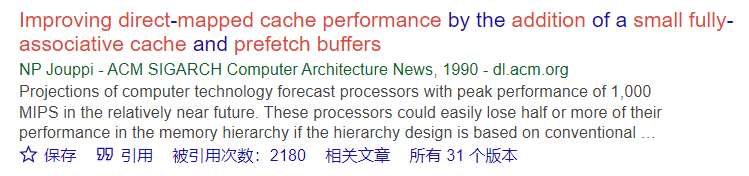 Improving direct-mapped cache performance by the addition of a small fully-
associative cache and prefetch buffers
NP Jouppi - ACM SIGARCH Computer Architecture News, 1990 - dl.acm.org
Projections of computer technology forecast processors with peak performance of 1,000
MIPS in the relatively near future. These processors could easily lose half or more of their
performance in the memory hierarchy if the hierarchy design is based on conventional …
保存 引用 被引用次数：2180 相关文章 所有 31 个版本